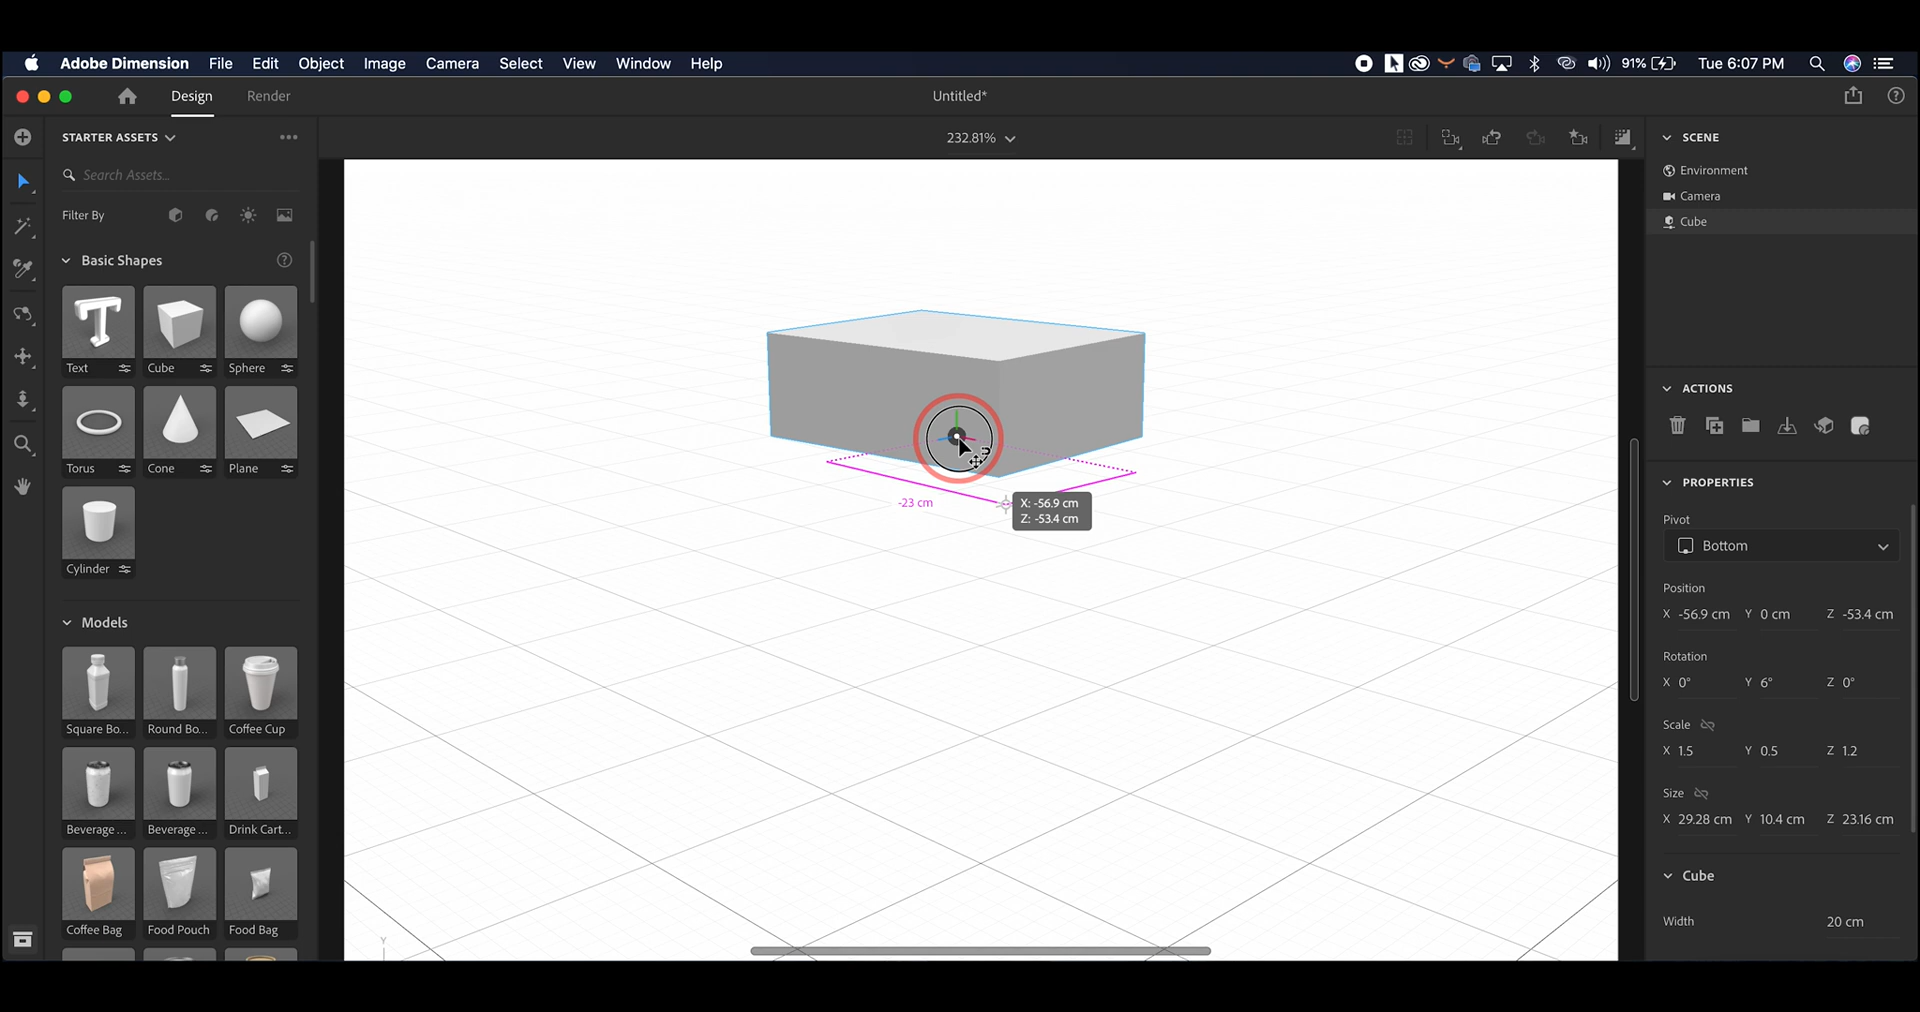 Adobe Dimension File Edit Object Image Camera Select View Window Help
91% Tue 6:07 PM
Design Render
Untitled*
STARTER ASSETS
232.81%
Search Assets...
Filter By
Basic Shapes
Text Cube Sphere
Torus Cone Plane
Cylinder
Models
Square Bo... Round Bo... Coffee Cup
Beverage ... Beverage ... Drink Cart...
Coffee Bag Food Pouch Food Bag
-23 cm
X: -56.9 cm
Z: -53.4 cm
Y
SCENE
Environment
Camera
Cube
ACTIONS
PROPERTIES
Pivot
Bottom
Position
X -56.9 cm Y 0 cm Z -53.4 cm
Rotation
X 0° Y 6° Z 0°
Scale
X 1.5 Y 0.5 Z 1.2
Size
X 29.28 cm Y 10.4 cm Z 23.16 cm
Cube
Width 20 cm